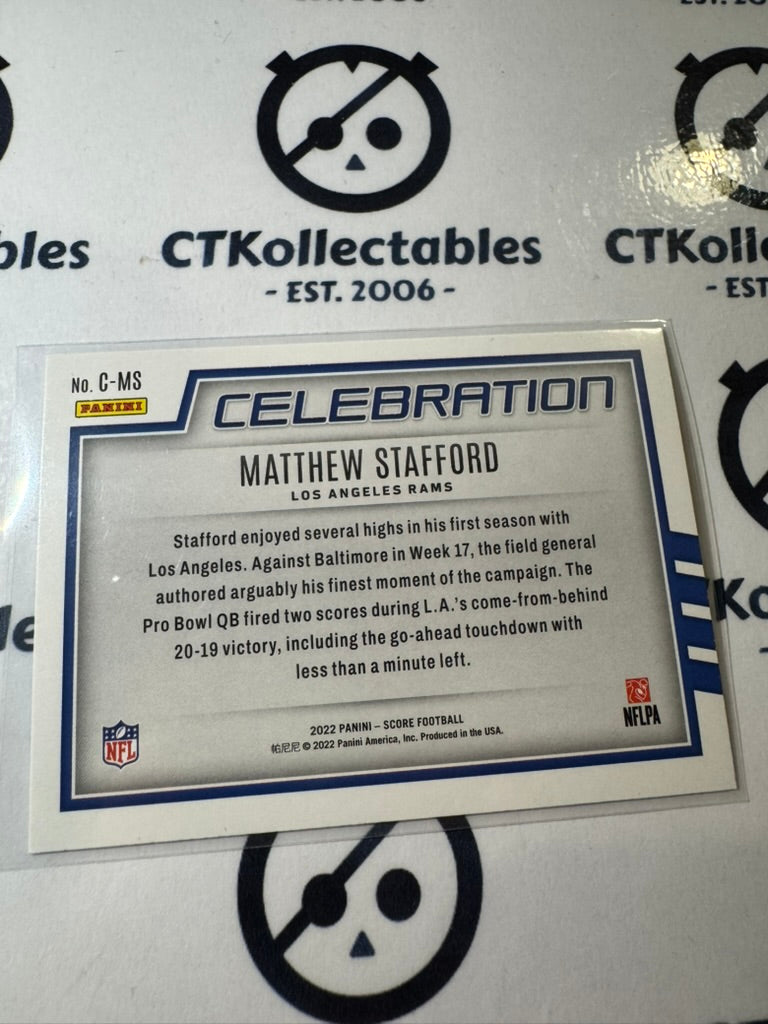 CTKollectables
- EST. 2006 -
No. C-MS
PANINI
CELEBRATION
MATTHEW STAFFORD
LOS ANGELES RAMS
Stafford enjoyed several highs in his first season with
Los Angeles. Against Baltimore in Week 17, the field general
authored arguably his finest moment of the campaign. The
Pro Bowl QB fired two scores during L.A.'s come-from-behind
20-19 victory, including the go-ahead touchdown with
less than a minute left.
2022 PANINI – SCORE FOOTBALL
帕尼尼 © 2022 Panini America, Inc. Produced in the USA.
NFL
NFLPA